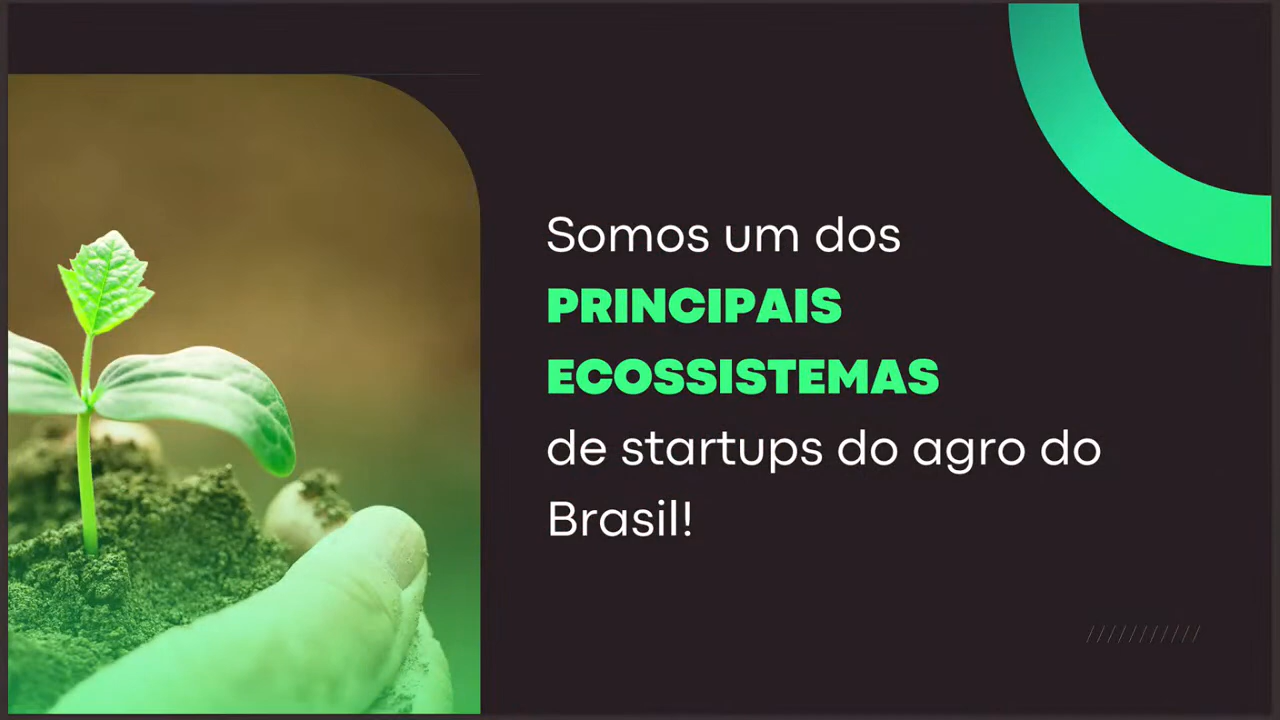 Somos um dos
PRINCIPAIS
ECOSSISTEMAS
de startups do agro do
Brasil!